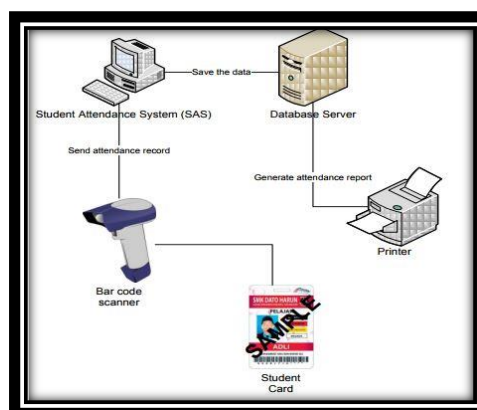 Save the data
Student Attendance System (SAS)
Database Server
Send attendance record
Generate attendance report
Printer
Bar code
scanner
SMK DATO HARUN
PELAJAR
SAMPLE
ADLI
Student
Card